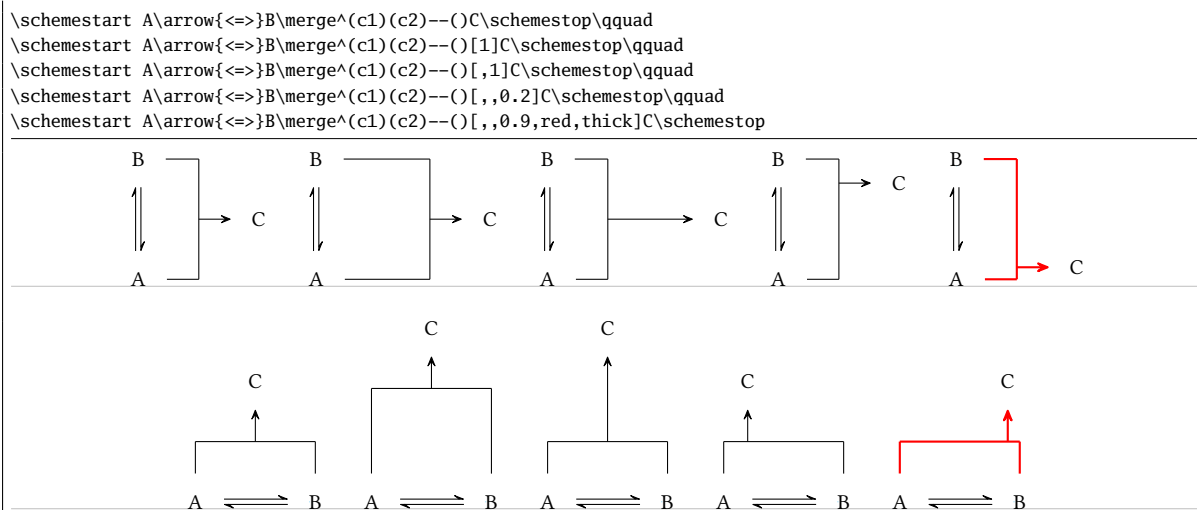 \schemestart A\arrow{<=>}B\merge^(c1)(c2)--()C\schemestop\qquad
\schemestart A\arrow{<=>}B\merge^(c1)(c2)--()[1]C\schemestop\qquad
\schemestart A\arrow{<=>}B\merge^(c1)(c2)--()[,1]C\schemestop\qquad
\schemestart A\arrow{<=>}B\merge^(c1)(c2)--()[,,0.2]C\schemestop\qquad
\schemestart A\arrow{<=>}B\merge^(c1)(c2)--()[,,0.9,red,thick]C\schemestop
B B B B B
C
C C C
C
A A A A A
C C
C C C
A B A B A B A B A B